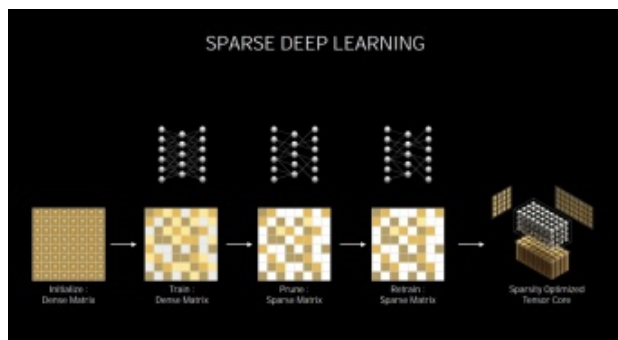 SPARSE DEEP LEARNING
Initialize :
Dense Matrix
Train :
Dense Matrix
Prune :
Sparse Matrix
Retrain :
Sparse Matrix
Sparsity Optimized
Tensor Core